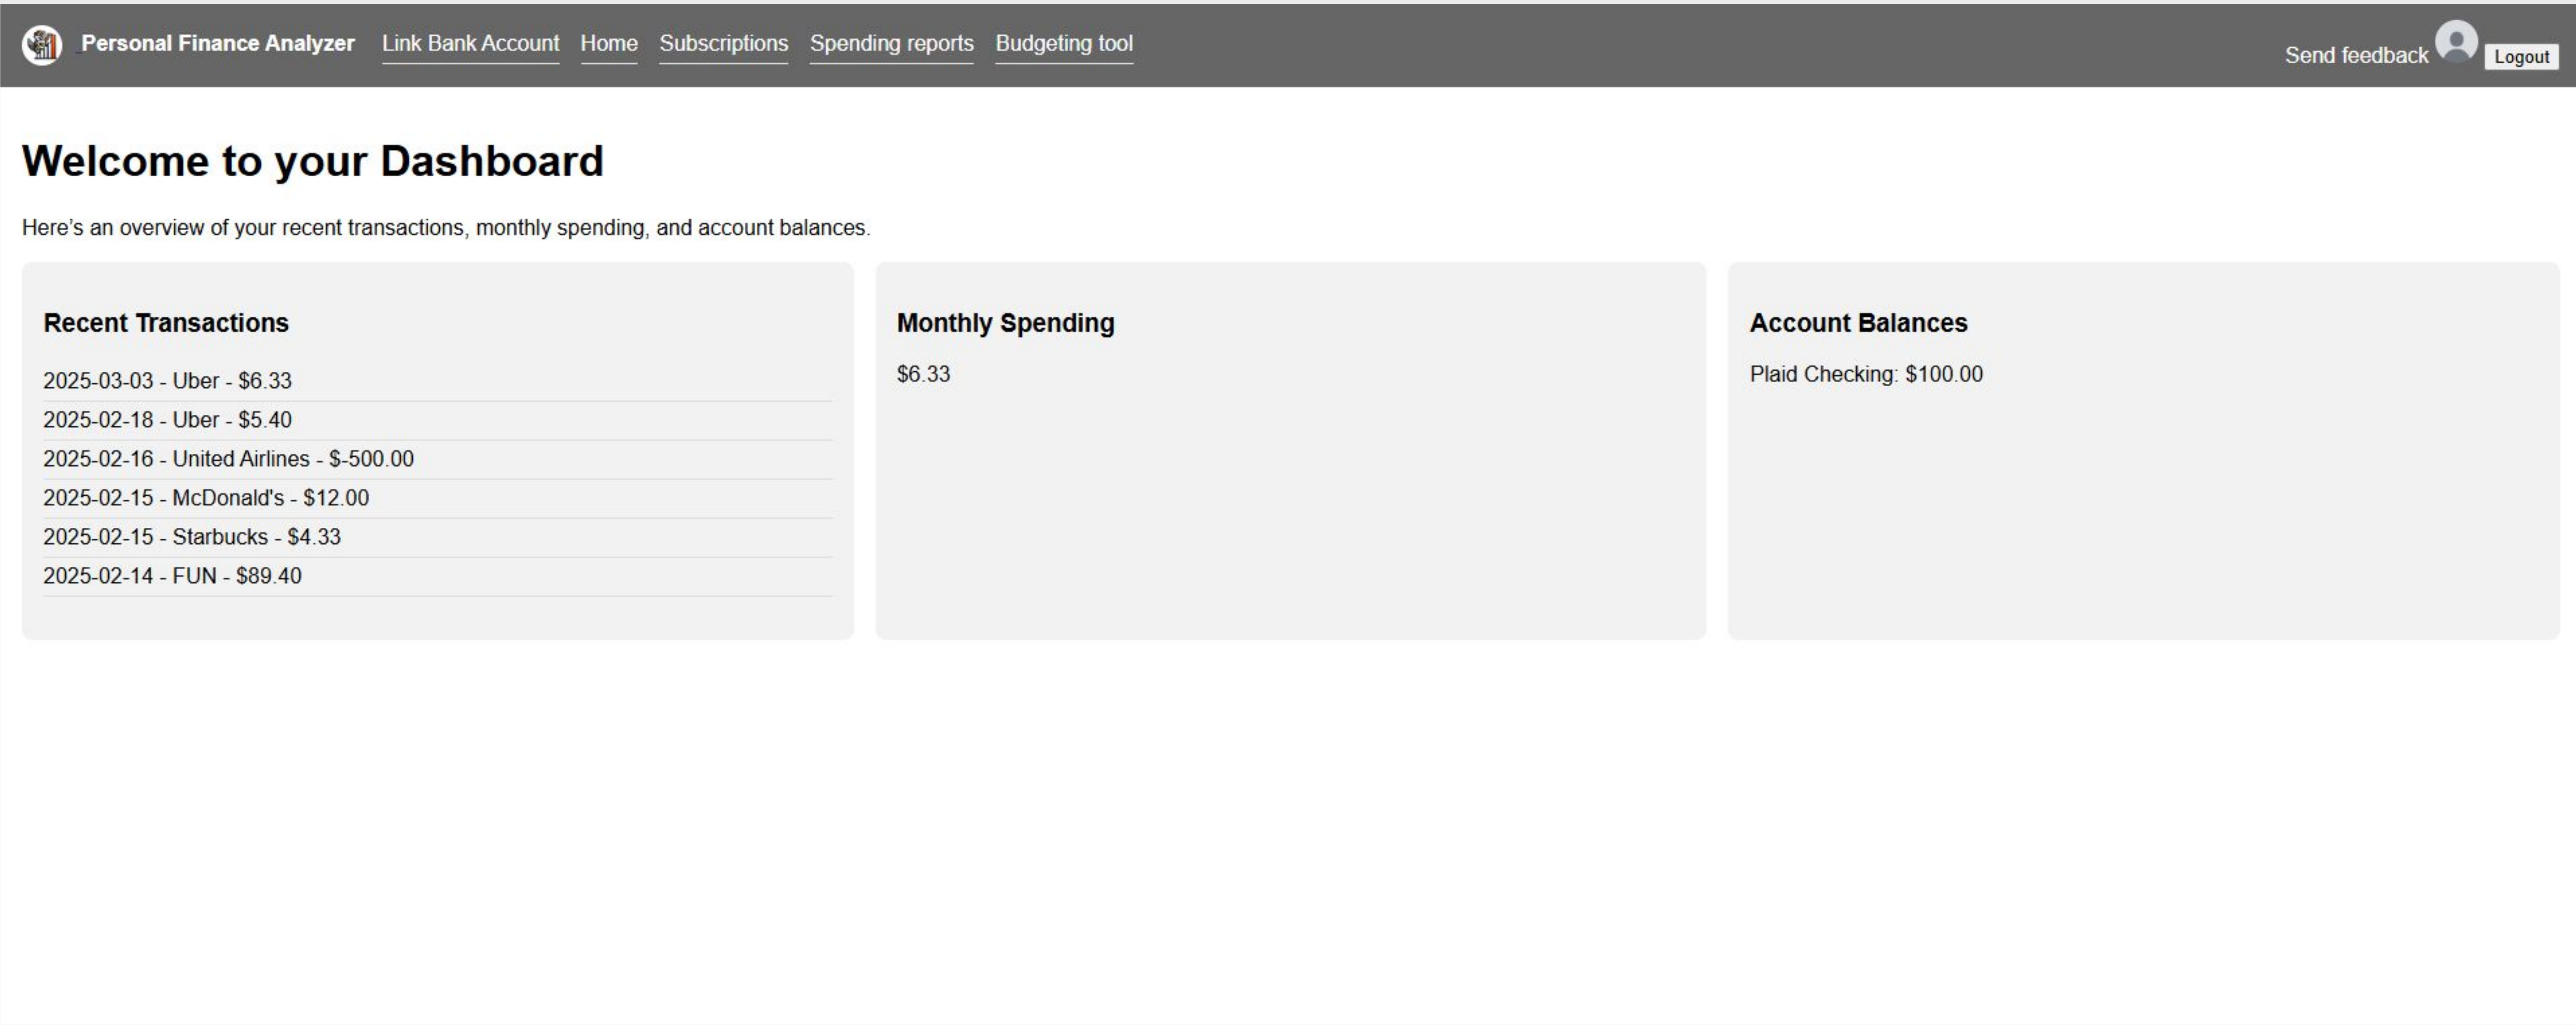 Personal Finance Analyzer Link Bank Account Home Subscriptions Spending reports Budgeting tool Send feedback Logout
Welcome to your Dashboard
Here's an overview of your recent transactions, monthly spending, and account balances.
Recent Transactions
2025-03-03 - Uber - $6.33
2025-02-18 - Uber - $5.40
2025-02-16 - United Airlines - $-500.00
2025-02-15 - McDonald's - $12.00
2025-02-15 - Starbucks - $4.33
2025-02-14 - FUN - $89.40
Monthly Spending
$6.33
Account Balances
Plaid Checking: $100.00